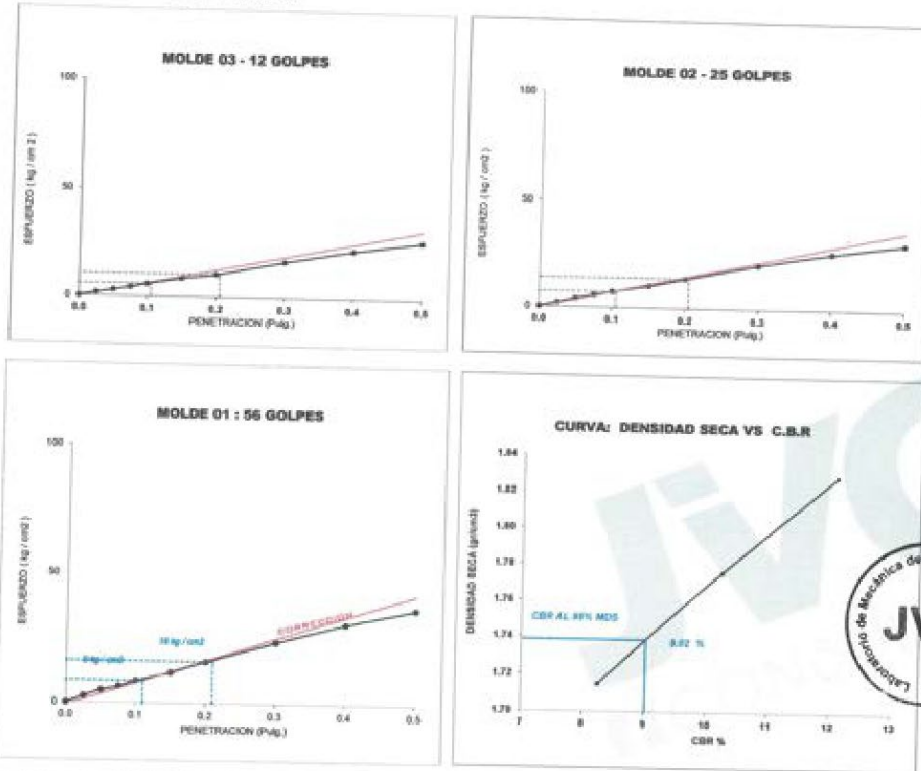 MOLDE 03 - 12 GOLPES
100
50
0
ESFUERZO ( kg / cm 2 )
0.0 0.1 0.2 0.3 0.4 0.5
PENETRACION (Pulg.)
MOLDE 02 - 25 GOLPES
100
50
0
ESFUERZO ( kg / cm2 )
0.0 0.1 0.2 0.3 0.4 0.5
PENETRACION (Pulg.)
MOLDE 01 : 56 GOLPES
100
50
0
ESFUERZO ( kg / cm2 )
CORRECCION
16 kg / cm2
9 kg / cm2
0.0 0.1 0.2 0.3 0.4 0.5
PENETRACION (Pulg.)
CURVA: DENSIDAD SECA VS C.B.R
1.84
1.82
1.80
1.78
1.76
1.74
1.72
1.70
DENSIDAD SECA (gr/cm3)
CBR AL 95% MDS
9.02 %
7 8 9 10 11 12 13
CBR %
JVC
Laboratorio de Mecánica de